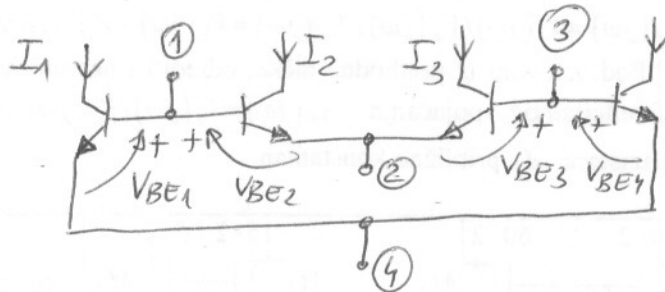 I1 ① I2 I3 ③
+ + + +
VBE1 VBE2 ② VBE3 VBE4
④